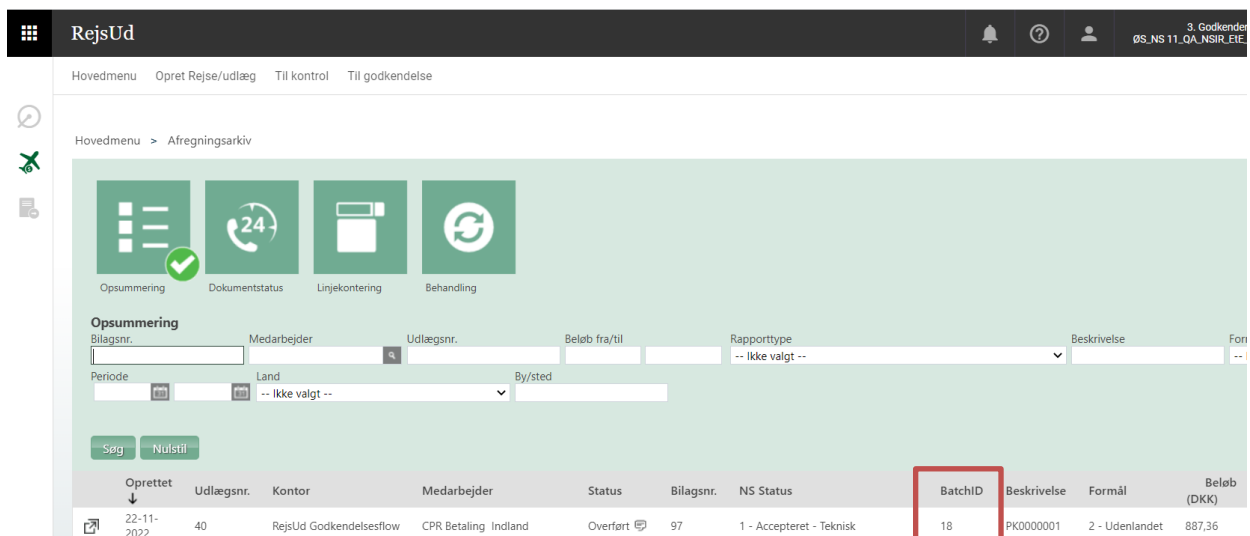 RejsUd
3. Godkender
ØS_NS 11_QA_NSIR_EtE_
Hovedmenu Opret Rejse/udlæg Til kontrol Til godkendelse
Hovedmenu > Afregningsarkiv
24
Opsummering Dokumentstatus Linjekontering Behandling
Opsummering
Bilagsnr. Medarbejder Udlægsnr. Beløb fra/til Rapporttype Beskrivelse
-- Ikke valgt --
Periode Land By/sted
-- Ikke valgt --
Søg Nulstil
Oprettet Udlægsnr. Kontor Medarbejder Status Bilagsnr. NS Status BatchID Beskrivelse Formål Beløb (DKK)
22-11-2022 40 RejsUd Godkendelsesflow CPR Betaling Indland Overført 97 1 - Accepteret - Teknisk 18 PK0000001 2 - Udenlandet 887,36